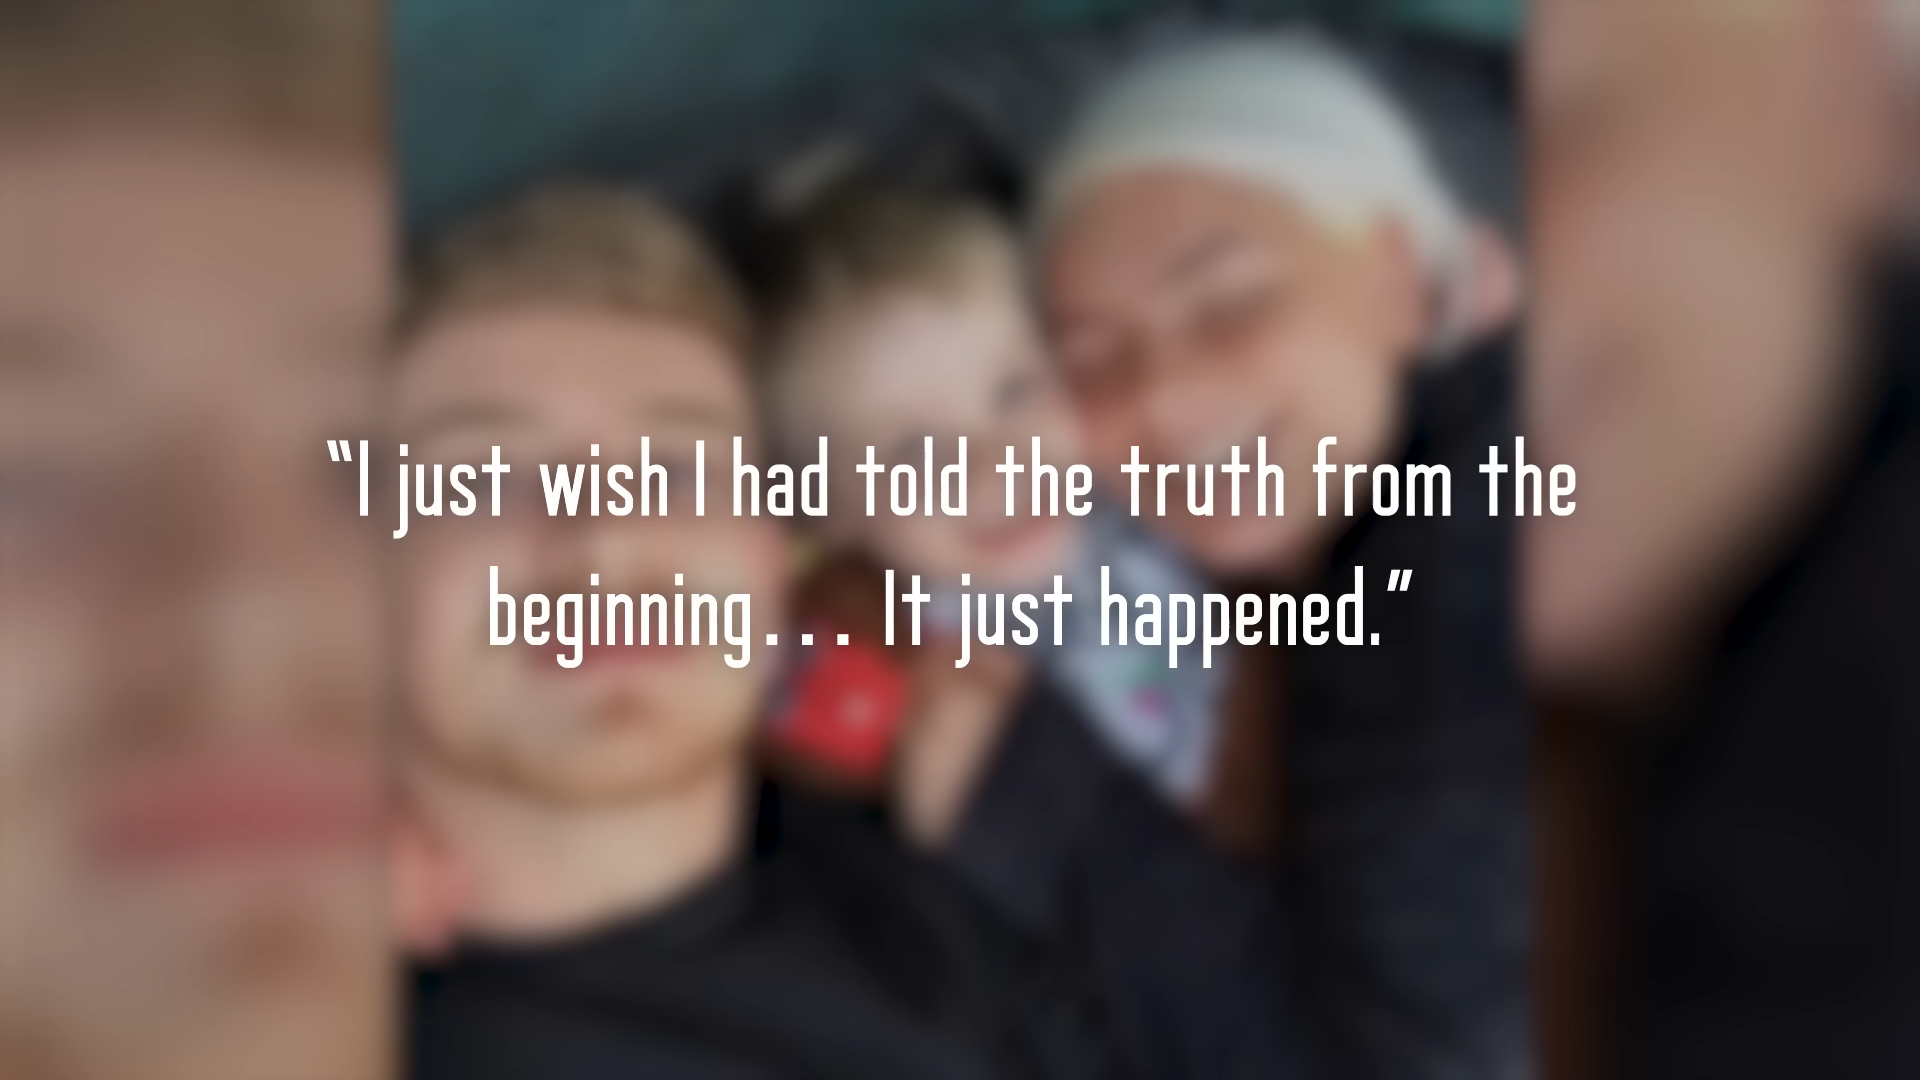 “I just wish I had told the truth from the
beginning... It just happened.”